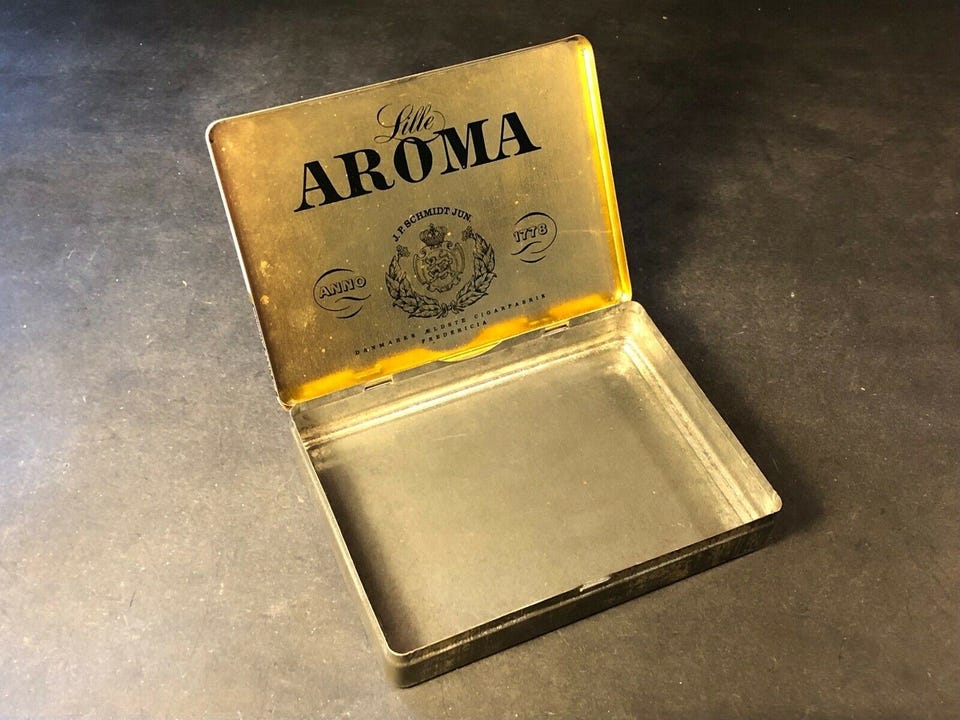 Lille
AROMA
J.P. SCHMIDT JUN.
ANNO
1778
DANMARKS ÆLDSTE CIGARFABRIK
FREDERICIA